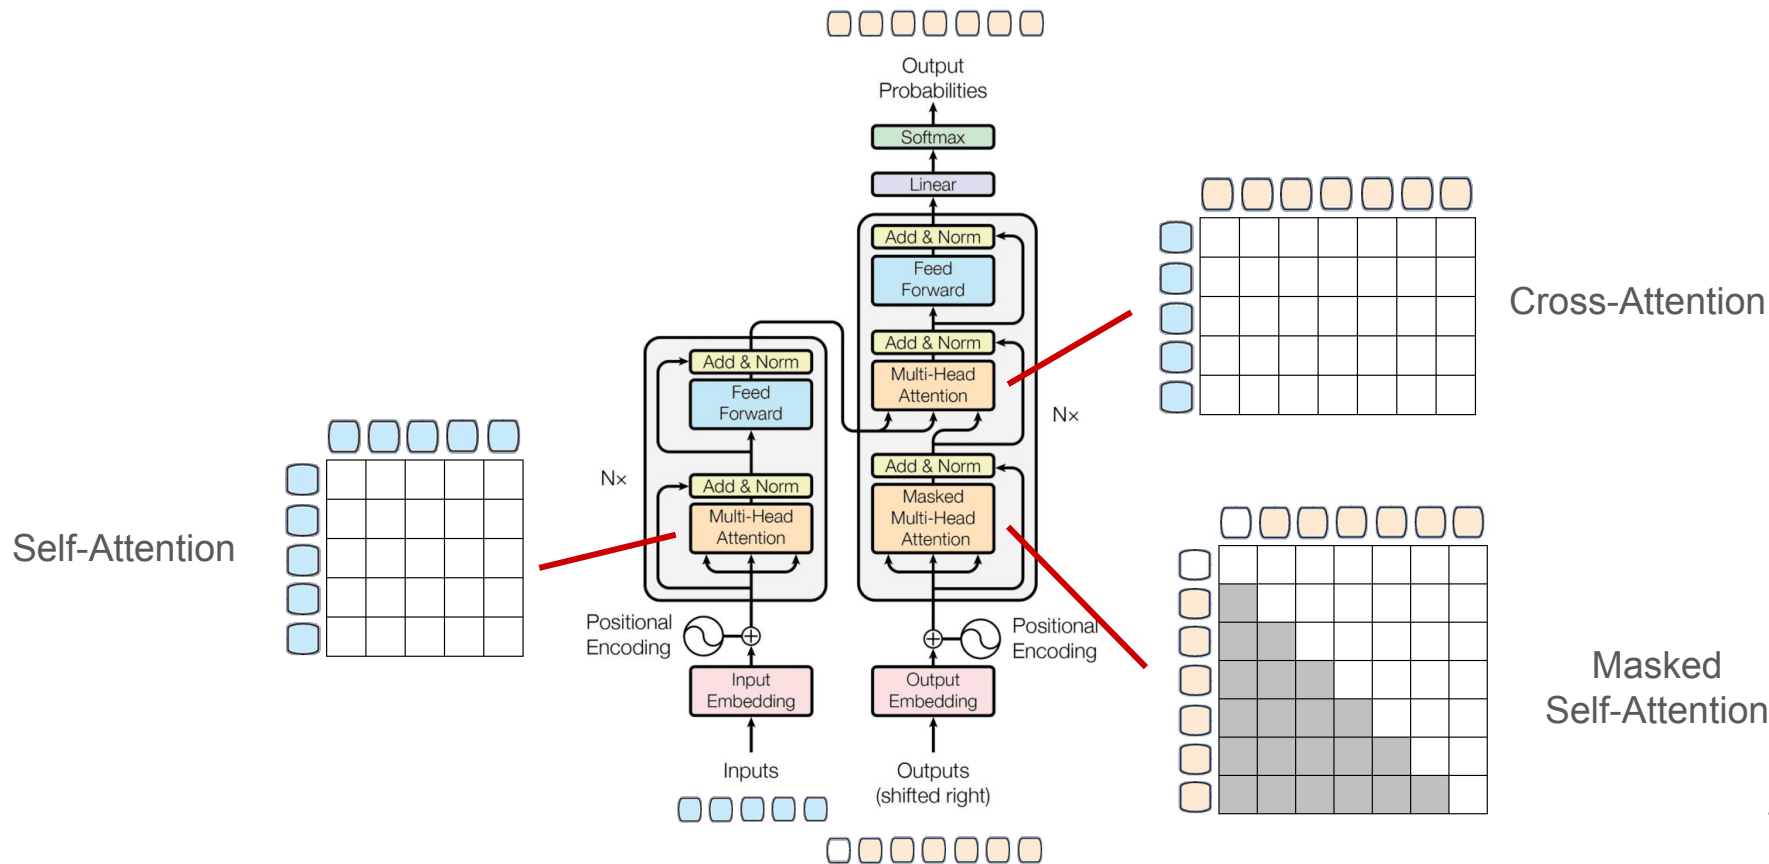 Output
Probabilities
Softmax
Linear
Add & Norm
Feed
Forward
Add & Norm
Multi-Head
Attention
Nx
Cross-Attention
Add & Norm
Feed
Forward
Nx
Add & Norm
Multi-Head
Attention
Self-Attention
Add & Norm
Masked
Multi-Head
Attention
Masked
Self-Attention
Positional
Encoding
Positional
Encoding
Input
Embedding
Output
Embedding
Inputs
Outputs
(shifted right)